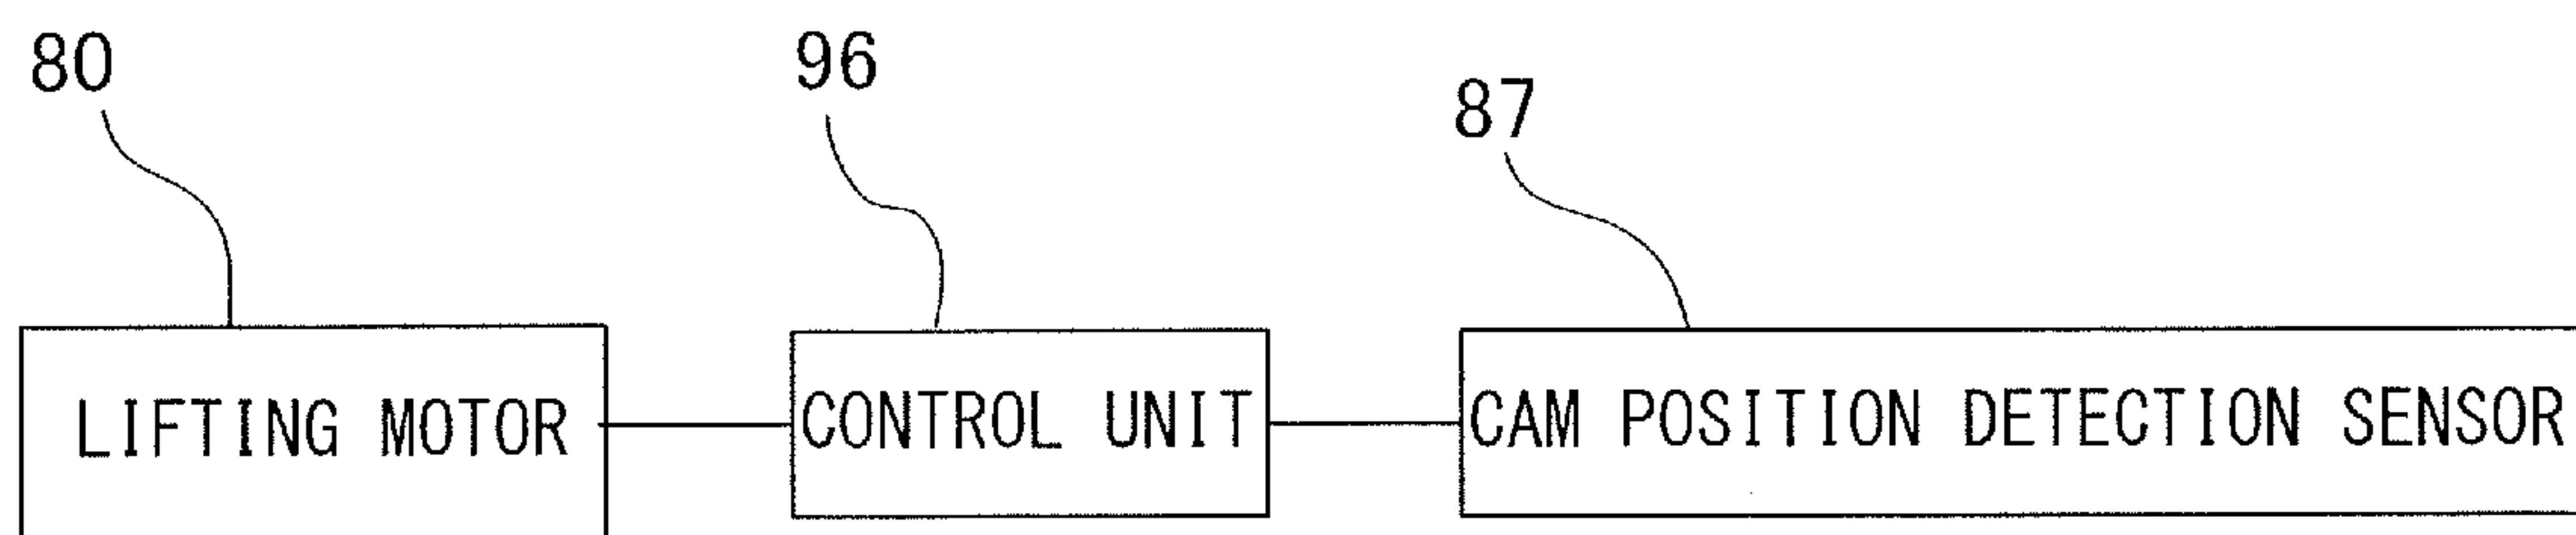 80
96
87
LIFTING MOTOR
CONTROL UNIT
CAM POSITION DETECTION SENSOR